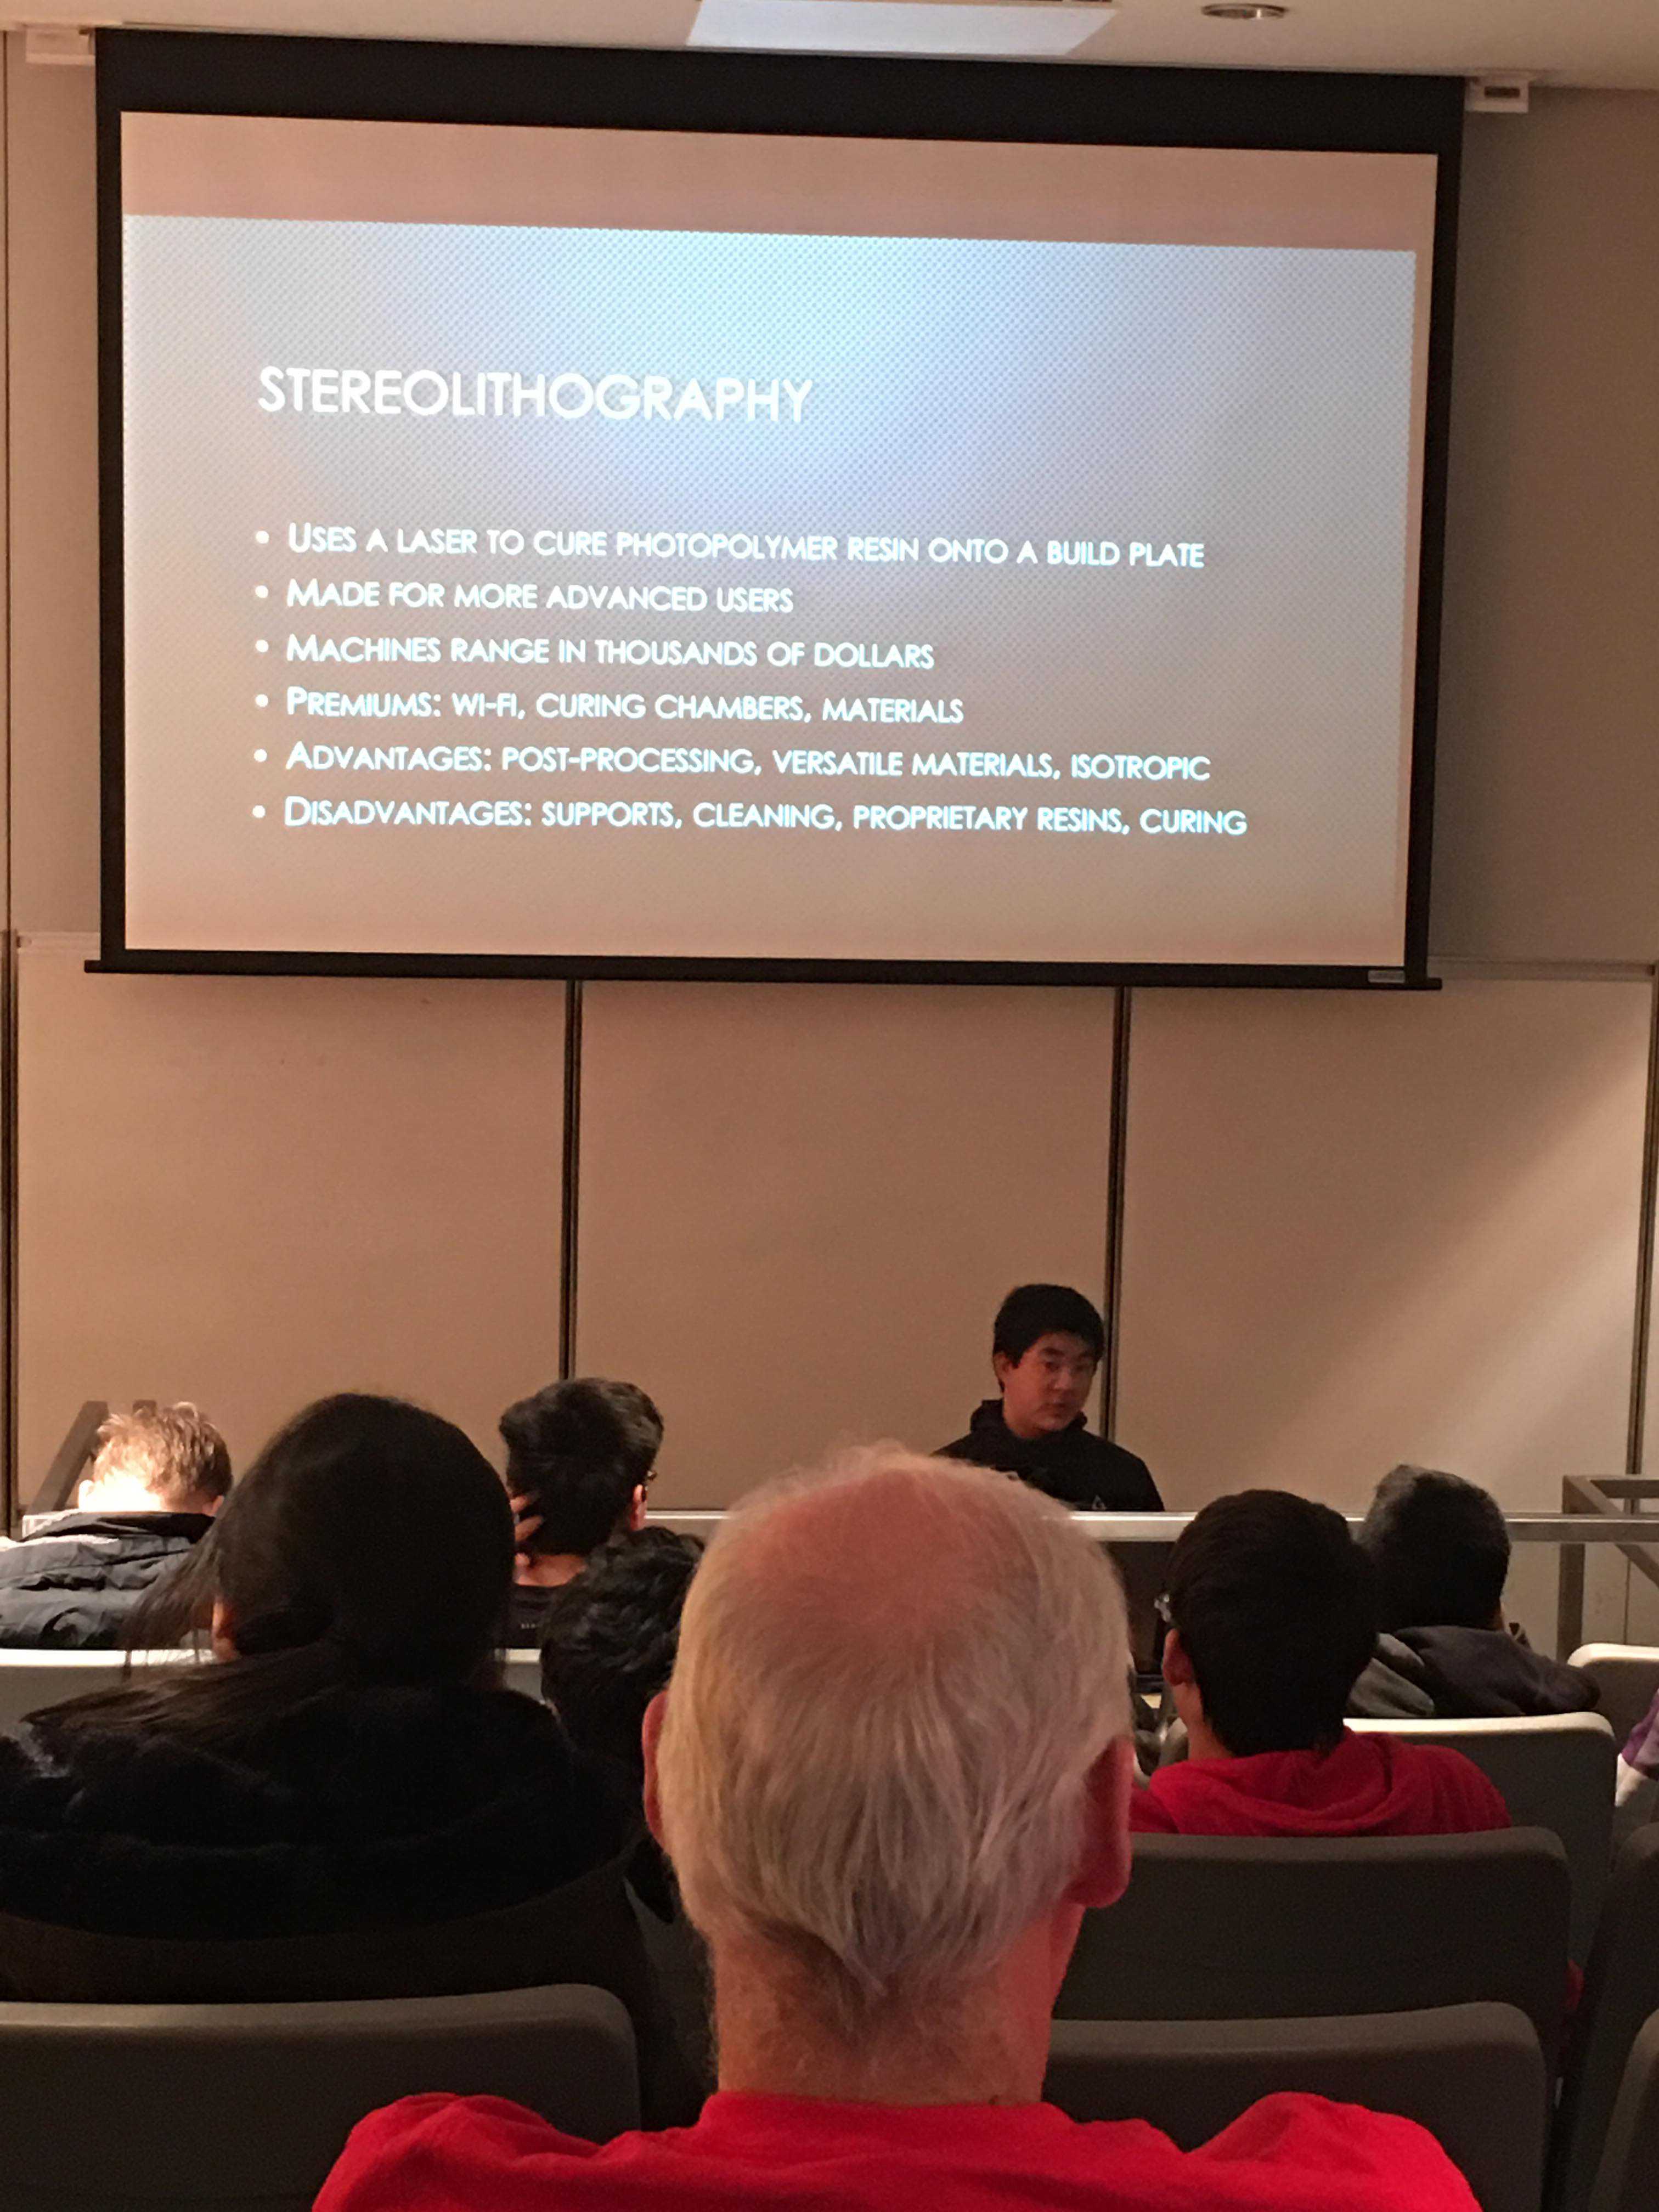 STEREOLITHOGRAPHY
• USES A LASER TO CURE PHOTOPOLYMER RESIN ONTO A BUILD PLATE
• MADE FOR MORE ADVANCED USERS
• MACHINES RANGE IN THOUSANDS OF DOLLARS
• PREMIUMS: WI-FI, CURING CHAMBERS, MATERIALS
• ADVANTAGES: POST-PROCESSING, VERSATILE MATERIALS, ISOTROPIC
• DISADVANTAGES: SUPPORTS, CLEANING, PROPRIETARY RESINS, CURING